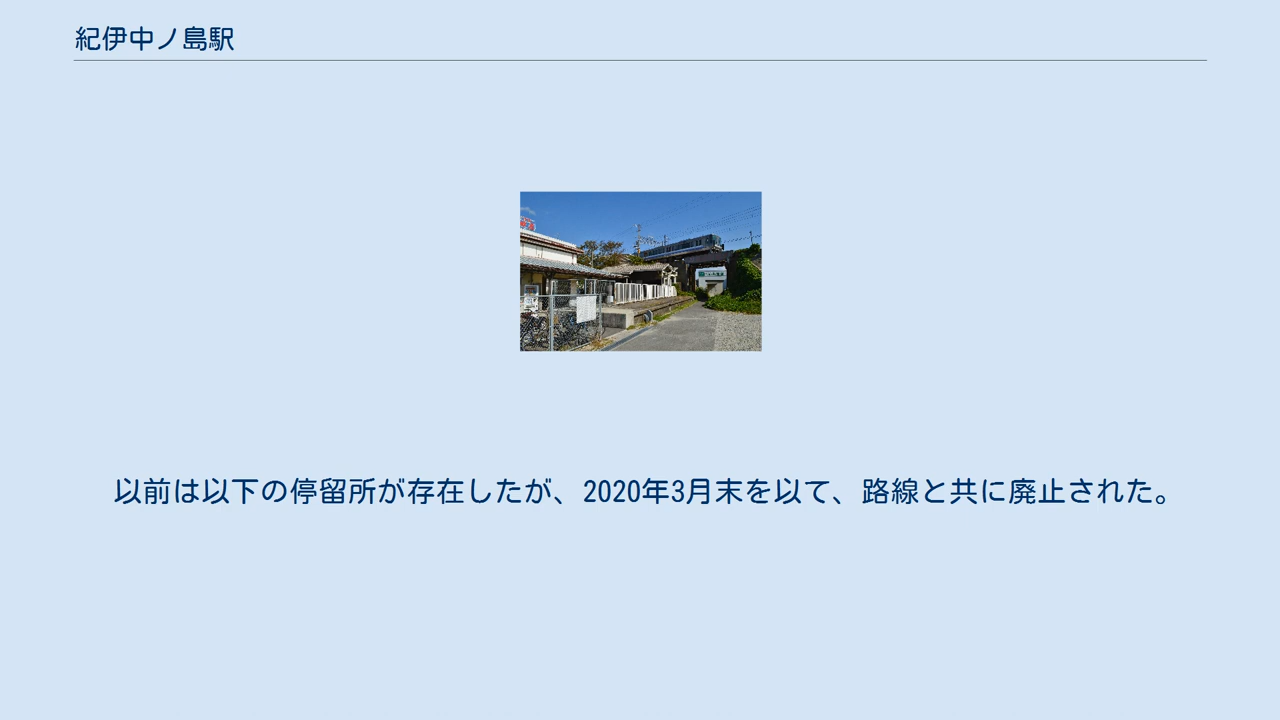 紀伊中ノ島駅
以前は以下の停留所が存在したが、2020年3月末を以て、路線と共に廃止された。